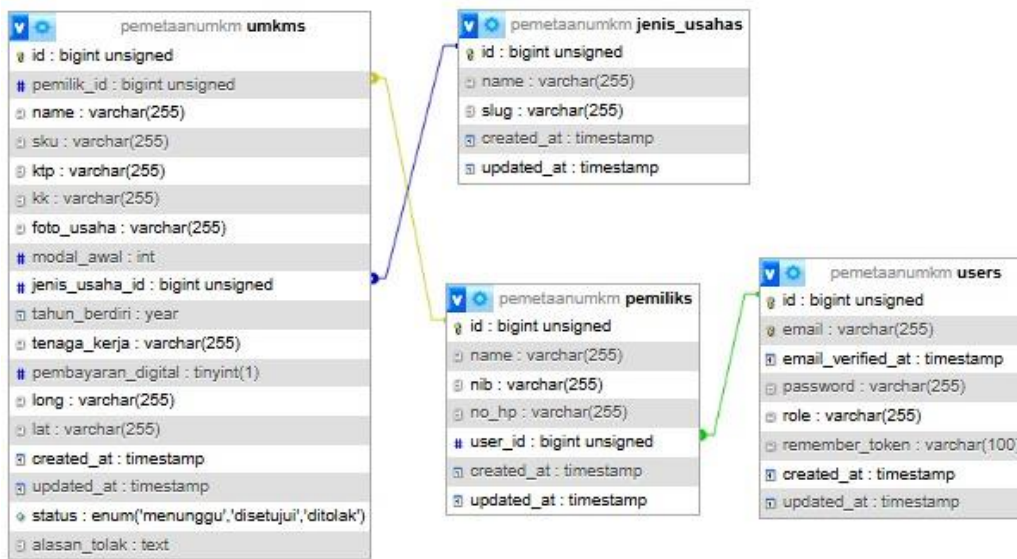 pemetaanumkm umkms
id : bigint unsigned
pemilik_id : bigint unsigned
name : varchar(255)
sku : varchar(255)
ktp : varchar(255)
kk : varchar(255)
foto_usaha : varchar(255)
modal_awal : int
jenis_usaha_id : bigint unsigned
tahun_berdiri : year
tenaga_kerja : varchar(255)
pembayaran_digital : tinyint(1)
long : varchar(255)
lat : varchar(255)
created_at : timestamp
updated_at : timestamp
status : enum('menunggu','disetujui','ditolak')
alasan_tolak : text
pemetaanumkm jenis_usahas
id : bigint unsigned
name : varchar(255)
slug : varchar(255)
created_at : timestamp
updated_at : timestamp
pemetaanumkm pemiliks
id : bigint unsigned
name : varchar(255)
nib : varchar(255)
no_hp : varchar(255)
user_id : bigint unsigned
created_at : timestamp
updated_at : timestamp
pemetaanumkm users
id : bigint unsigned
email : varchar(255)
email_verified_at : timestamp
password : varchar(255)
role : varchar(255)
remember_token : varchar(100)
created_at : timestamp
updated_at : timestamp